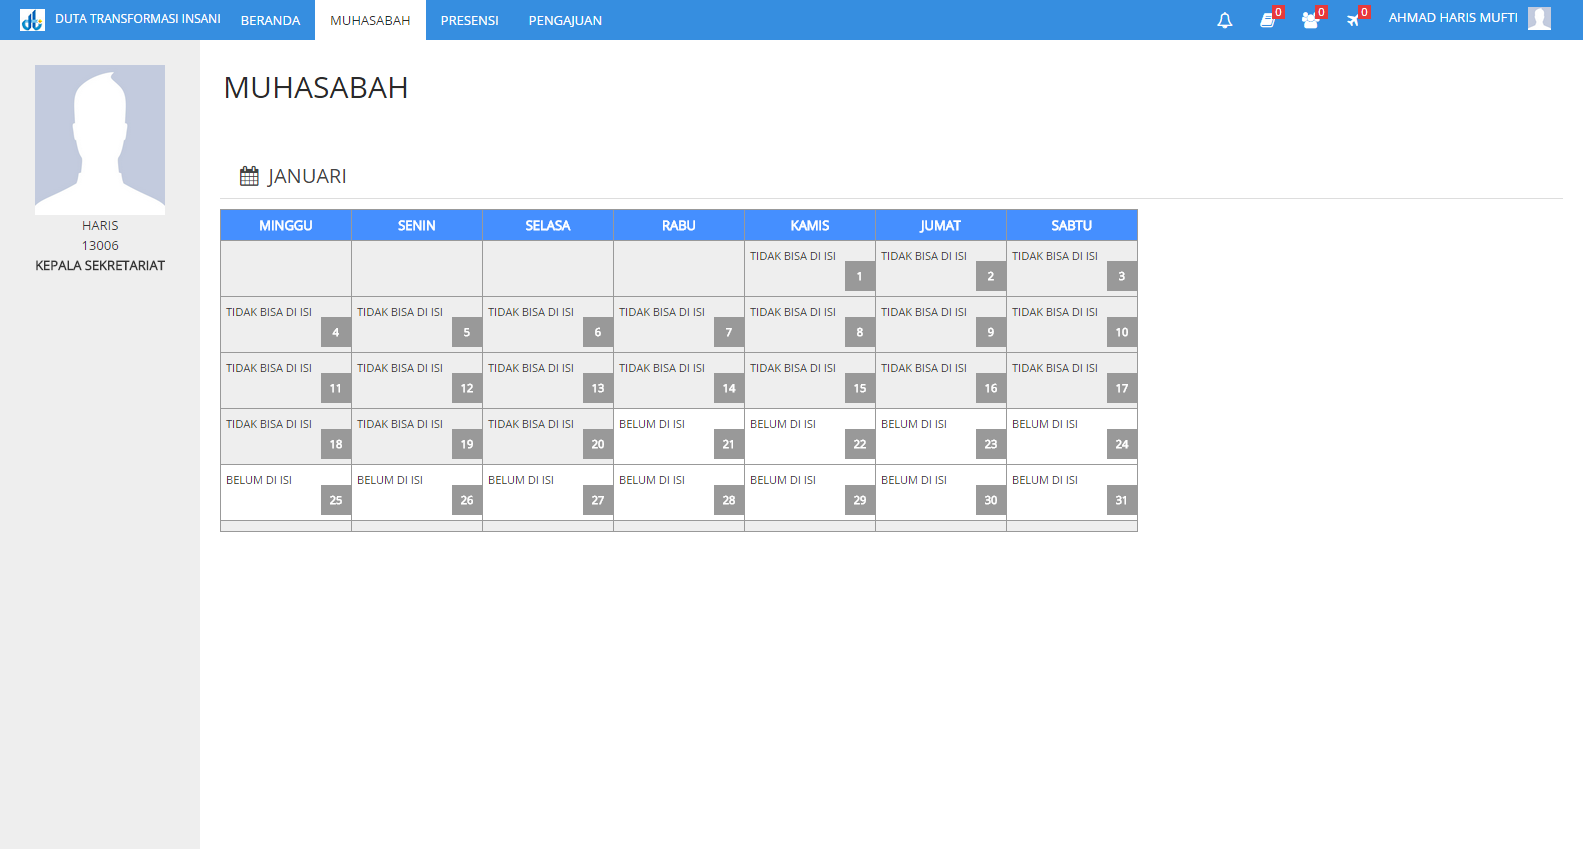 DUTA TRANSFORMASI INSANI BERANDA MUHASABAH PRESENSI PENGAJUAN 0 0 0 AHMAD HARIS MUFTI
HARIS
13006
KEPALA SEKRETARIAT
MUHASABAH
JANUARI
MINGGU SENIN SELASA RABU KAMIS JUMAT SABTU
TIDAK BISA DI ISI TIDAK BISA DI ISI TIDAK BISA DI ISI
1 2 3
TIDAK BISA DI ISI TIDAK BISA DI ISI TIDAK BISA DI ISI TIDAK BISA DI ISI TIDAK BISA DI ISI TIDAK BISA DI ISI TIDAK BISA DI ISI
4 5 6 7 8 9 10
TIDAK BISA DI ISI TIDAK BISA DI ISI TIDAK BISA DI ISI TIDAK BISA DI ISI TIDAK BISA DI ISI TIDAK BISA DI ISI TIDAK BISA DI ISI
11 12 13 14 15 16 17
TIDAK BISA DI ISI TIDAK BISA DI ISI TIDAK BISA DI ISI BELUM DI ISI BELUM DI ISI BELUM DI ISI BELUM DI ISI
18 19 20 21 22 23 24
BELUM DI ISI BELUM DI ISI BELUM DI ISI BELUM DI ISI BELUM DI ISI BELUM DI ISI BELUM DI ISI
25 26 27 28 29 30 31